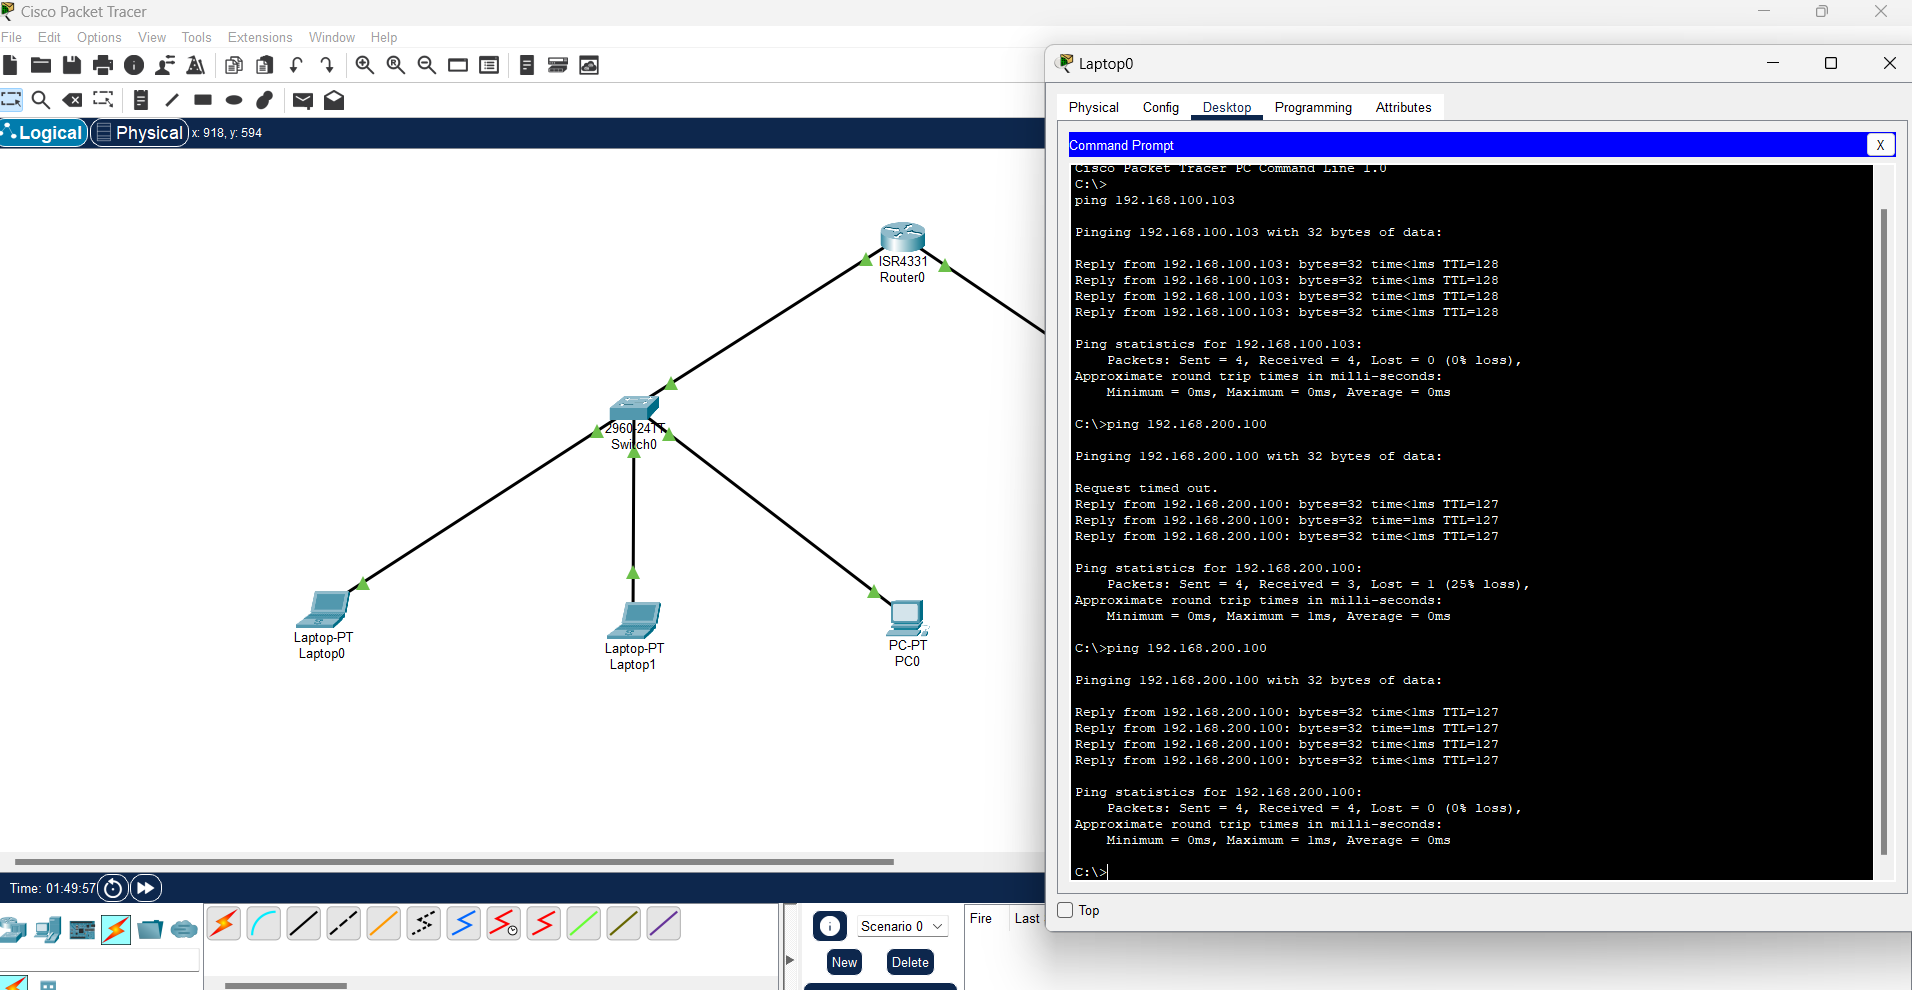 Cisco Packet Tracer
File Edit Options View Tools Extensions Window Help
Logical Physical x: 918, y: 594
ISR4331
Router0
2960-24TT
Switch0
Laptop-PT
Laptop0
Laptop-PT
Laptop1
PC-PT
PC0
Time: 01:49:57
Scenario 0
New Delete
Fire Last
Laptop0
Physical Config Desktop Programming Attributes
Command Prompt X
Cisco Packet Tracer PC Command Line 1.0
C:\>
ping 192.168.100.103
Pinging 192.168.100.103 with 32 bytes of data:
Reply from 192.168.100.103: bytes=32 time<1ms TTL=128
Reply from 192.168.100.103: bytes=32 time<1ms TTL=128
Reply from 192.168.100.103: bytes=32 time<1ms TTL=128
Reply from 192.168.100.103: bytes=32 time<1ms TTL=128
Ping statistics for 192.168.100.103:
Packets: Sent = 4, Received = 4, Lost = 0 (0% loss),
Approximate round trip times in milli-seconds:
Minimum = 0ms, Maximum = 0ms, Average = 0ms
C:\>ping 192.168.200.100
Pinging 192.168.200.100 with 32 bytes of data:
Request timed out.
Reply from 192.168.200.100: bytes=32 time<1ms TTL=127
Reply from 192.168.200.100: bytes=32 time=1ms TTL=127
Reply from 192.168.200.100: bytes=32 time<1ms TTL=127
Ping statistics for 192.168.200.100:
Packets: Sent = 4, Received = 3, Lost = 1 (25% loss),
Approximate round trip times in milli-seconds:
Minimum = 0ms, Maximum = 1ms, Average = 0ms
C:\>ping 192.168.200.100
Pinging 192.168.200.100 with 32 bytes of data:
Reply from 192.168.200.100: bytes=32 time<1ms TTL=127
Reply from 192.168.200.100: bytes=32 time=1ms TTL=127
Reply from 192.168.200.100: bytes=32 time<1ms TTL=127
Reply from 192.168.200.100: bytes=32 time<1ms TTL=127
Ping statistics for 192.168.200.100:
Packets: Sent = 4, Received = 4, Lost = 0 (0% loss),
Approximate round trip times in milli-seconds:
Minimum = 0ms, Maximum = 1ms, Average = 0ms
C:\>
Top